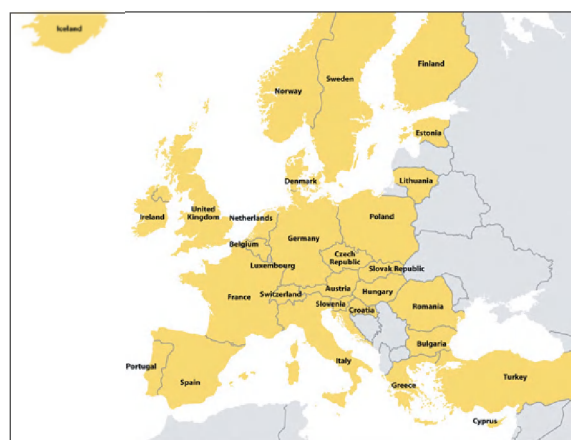 Iceland
Finland
Sweden
Norway
Estonia
Denmark
Lithuania
United
Kingdom
Ireland
Netherlands
Poland
Belgium
Germany
Czech
Republic
Luxembourg
Slovak Republic
Austria
Hungary
France
Switzerland
Slovenia
Romania
Croatia
Bulgaria
Italy
Portugal
Spain
Turkey
Greece
Cyprus